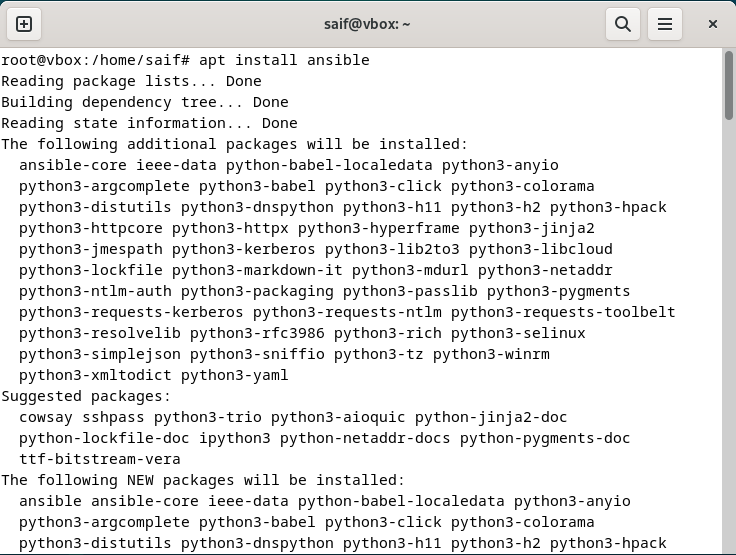 saif@vbox: ~
root@vbox:/home/saif# apt install ansible
Reading package lists... Done
Building dependency tree... Done
Reading state information... Done
The following additional packages will be installed:
  ansible-core ieee-data python-babel-localedata python3-anyio
  python3-argcomplete python3-babel python3-click python3-colorama
  python3-distutils python3-dnspython python3-h11 python3-h2 python3-hpack
  python3-httpcore python3-httpx python3-hyperframe python3-jinja2
  python3-jmespath python3-kerberos python3-lib2to3 python3-libcloud
  python3-lockfile python3-markdown-it python3-mdurl python3-netaddr
  python3-ntlm-auth python3-packaging python3-passlib python3-pygments
  python3-requests-kerberos python3-requests-ntlm python3-requests-toolbelt
  python3-resolvelib python3-rfc3986 python3-rich python3-selinux
  python3-simplejson python3-sniffio python3-tz python3-winrm
  python3-xmltodict python3-yaml
Suggested packages:
  cowsay sshpass python3-trio python3-aioquic python-jinja2-doc
  python-lockfile-doc ipython3 python-netaddr-docs python-pygments-doc
  ttf-bitstream-vera
The following NEW packages will be installed:
  ansible ansible-core ieee-data python-babel-localedata python3-anyio
  python3-argcomplete python3-babel python3-click python3-colorama
  python3-distutils python3-dnspython python3-h11 python3-h2 python3-hpack